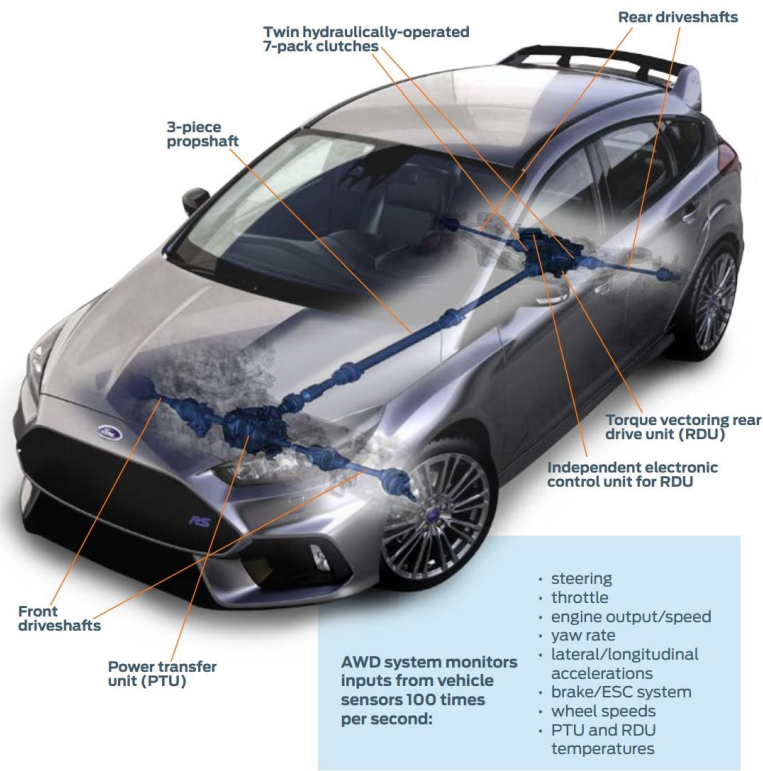 Twin hydraulically-operated
7-pack clutches
Rear driveshafts
3-piece
propshaft
Torque vectoring rear
drive unit (RDU)
Independent electronic
control unit for RDU
Ford
RS
Front
driveshafts
Power transfer
unit (PTU)
AWD system monitors
inputs from vehicle
sensors 100 times
per second:
• steering
• throttle
• engine output/speed
• yaw rate
• lateral/longitudinal
accelerations
• brake/ESC system
• wheel speeds
• PTU and RDU
temperatures